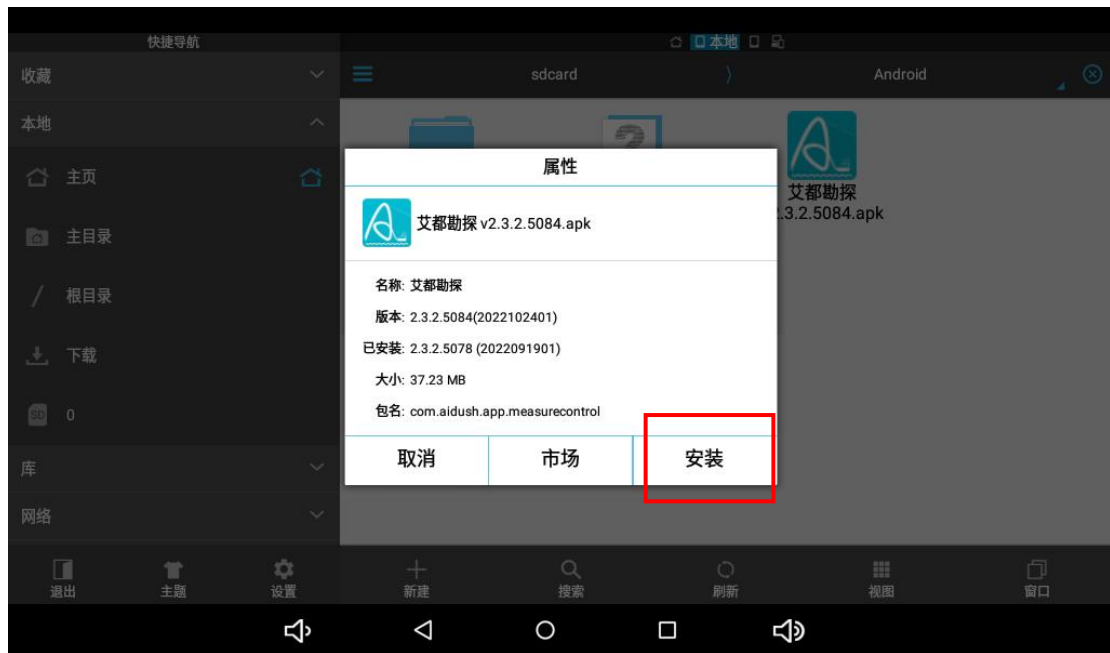 快捷导航
本地
收藏
sdcard
Android
本地
主页
主目录
根目录
下载
SD
0
库
网络
艾都勘探
.3.2.5084.apk
属性
艾都勘探 v2.3.2.5084.apk
名称: 艾都勘探
版本: 2.3.2.5084(2022102401)
已安装: 2.3.2.5078 (2022091901)
大小: 37.23 MB
包名: com.aidush.app.measurecontrol
取消
市场
安装
退出
主题
设置
新建
搜索
刷新
视图
窗口